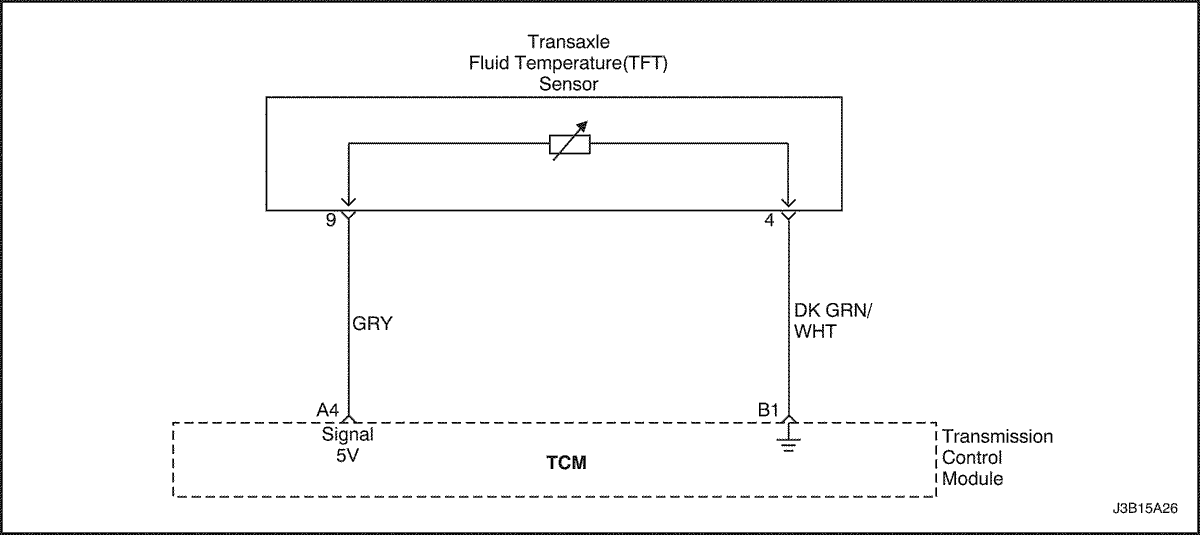 Transaxle
Fluid Temperature(TFT)
Sensor
9
4
GRY
DK GRN/
WHT
A4
B1
Signal
5V
TCM
Transmission
Control
Module
J3B15A26